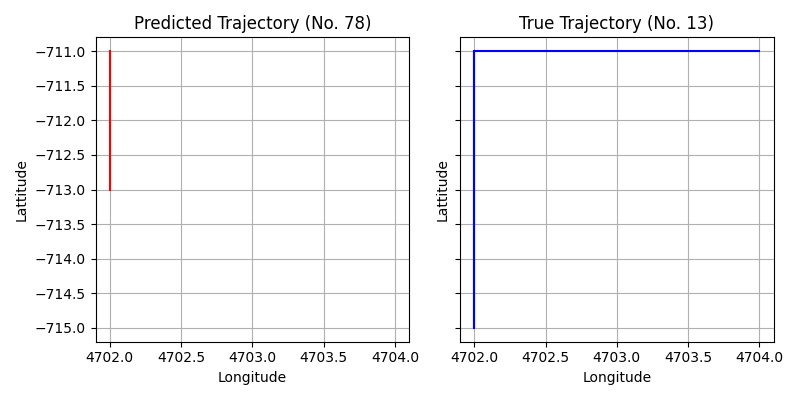 Predicted Trajectory (No. 78)
True Trajectory (No. 13)
−711.0
−711.5
−712.0
−712.5
−713.0
−713.5
−714.0
−714.5
−715.0
Lattitude
Lattitude
4702.0 4702.5 4703.0 4703.5 4704.0
4702.0 4702.5 4703.0 4703.5 4704.0
Longitude
Longitude